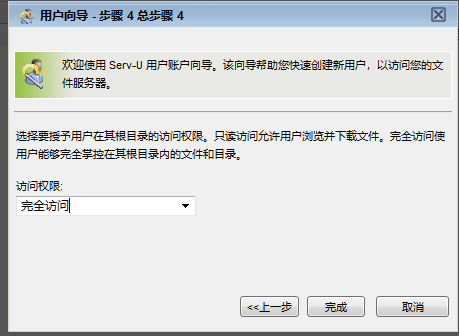 用户向导 - 步骤 4 总步骤 4
欢迎使用 Serv-U 用户账户向导。该向导帮助您快速创建新用户，以访问您的文
件服务器。
选择要授予用户在其根目录的访问权限。只读访问允许用户浏览并下载文件。完全访问使
用户能够完全掌控在其根目录内的文件和目录。
访问权限:
完全访问
<<上一步
完成
取消